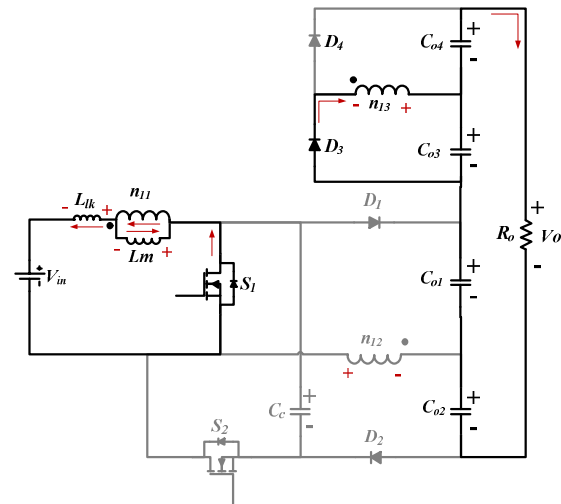 D4
Co4
+
-
n13
- +
D3
Co3
+
-
Llk
- +
n11
- +
Lm
D1
Ro
+
Vo
-
Vin
+
S1
Co1
+
-
n12
+ -
Cc
+
-
Co2
+
-
S2
D2